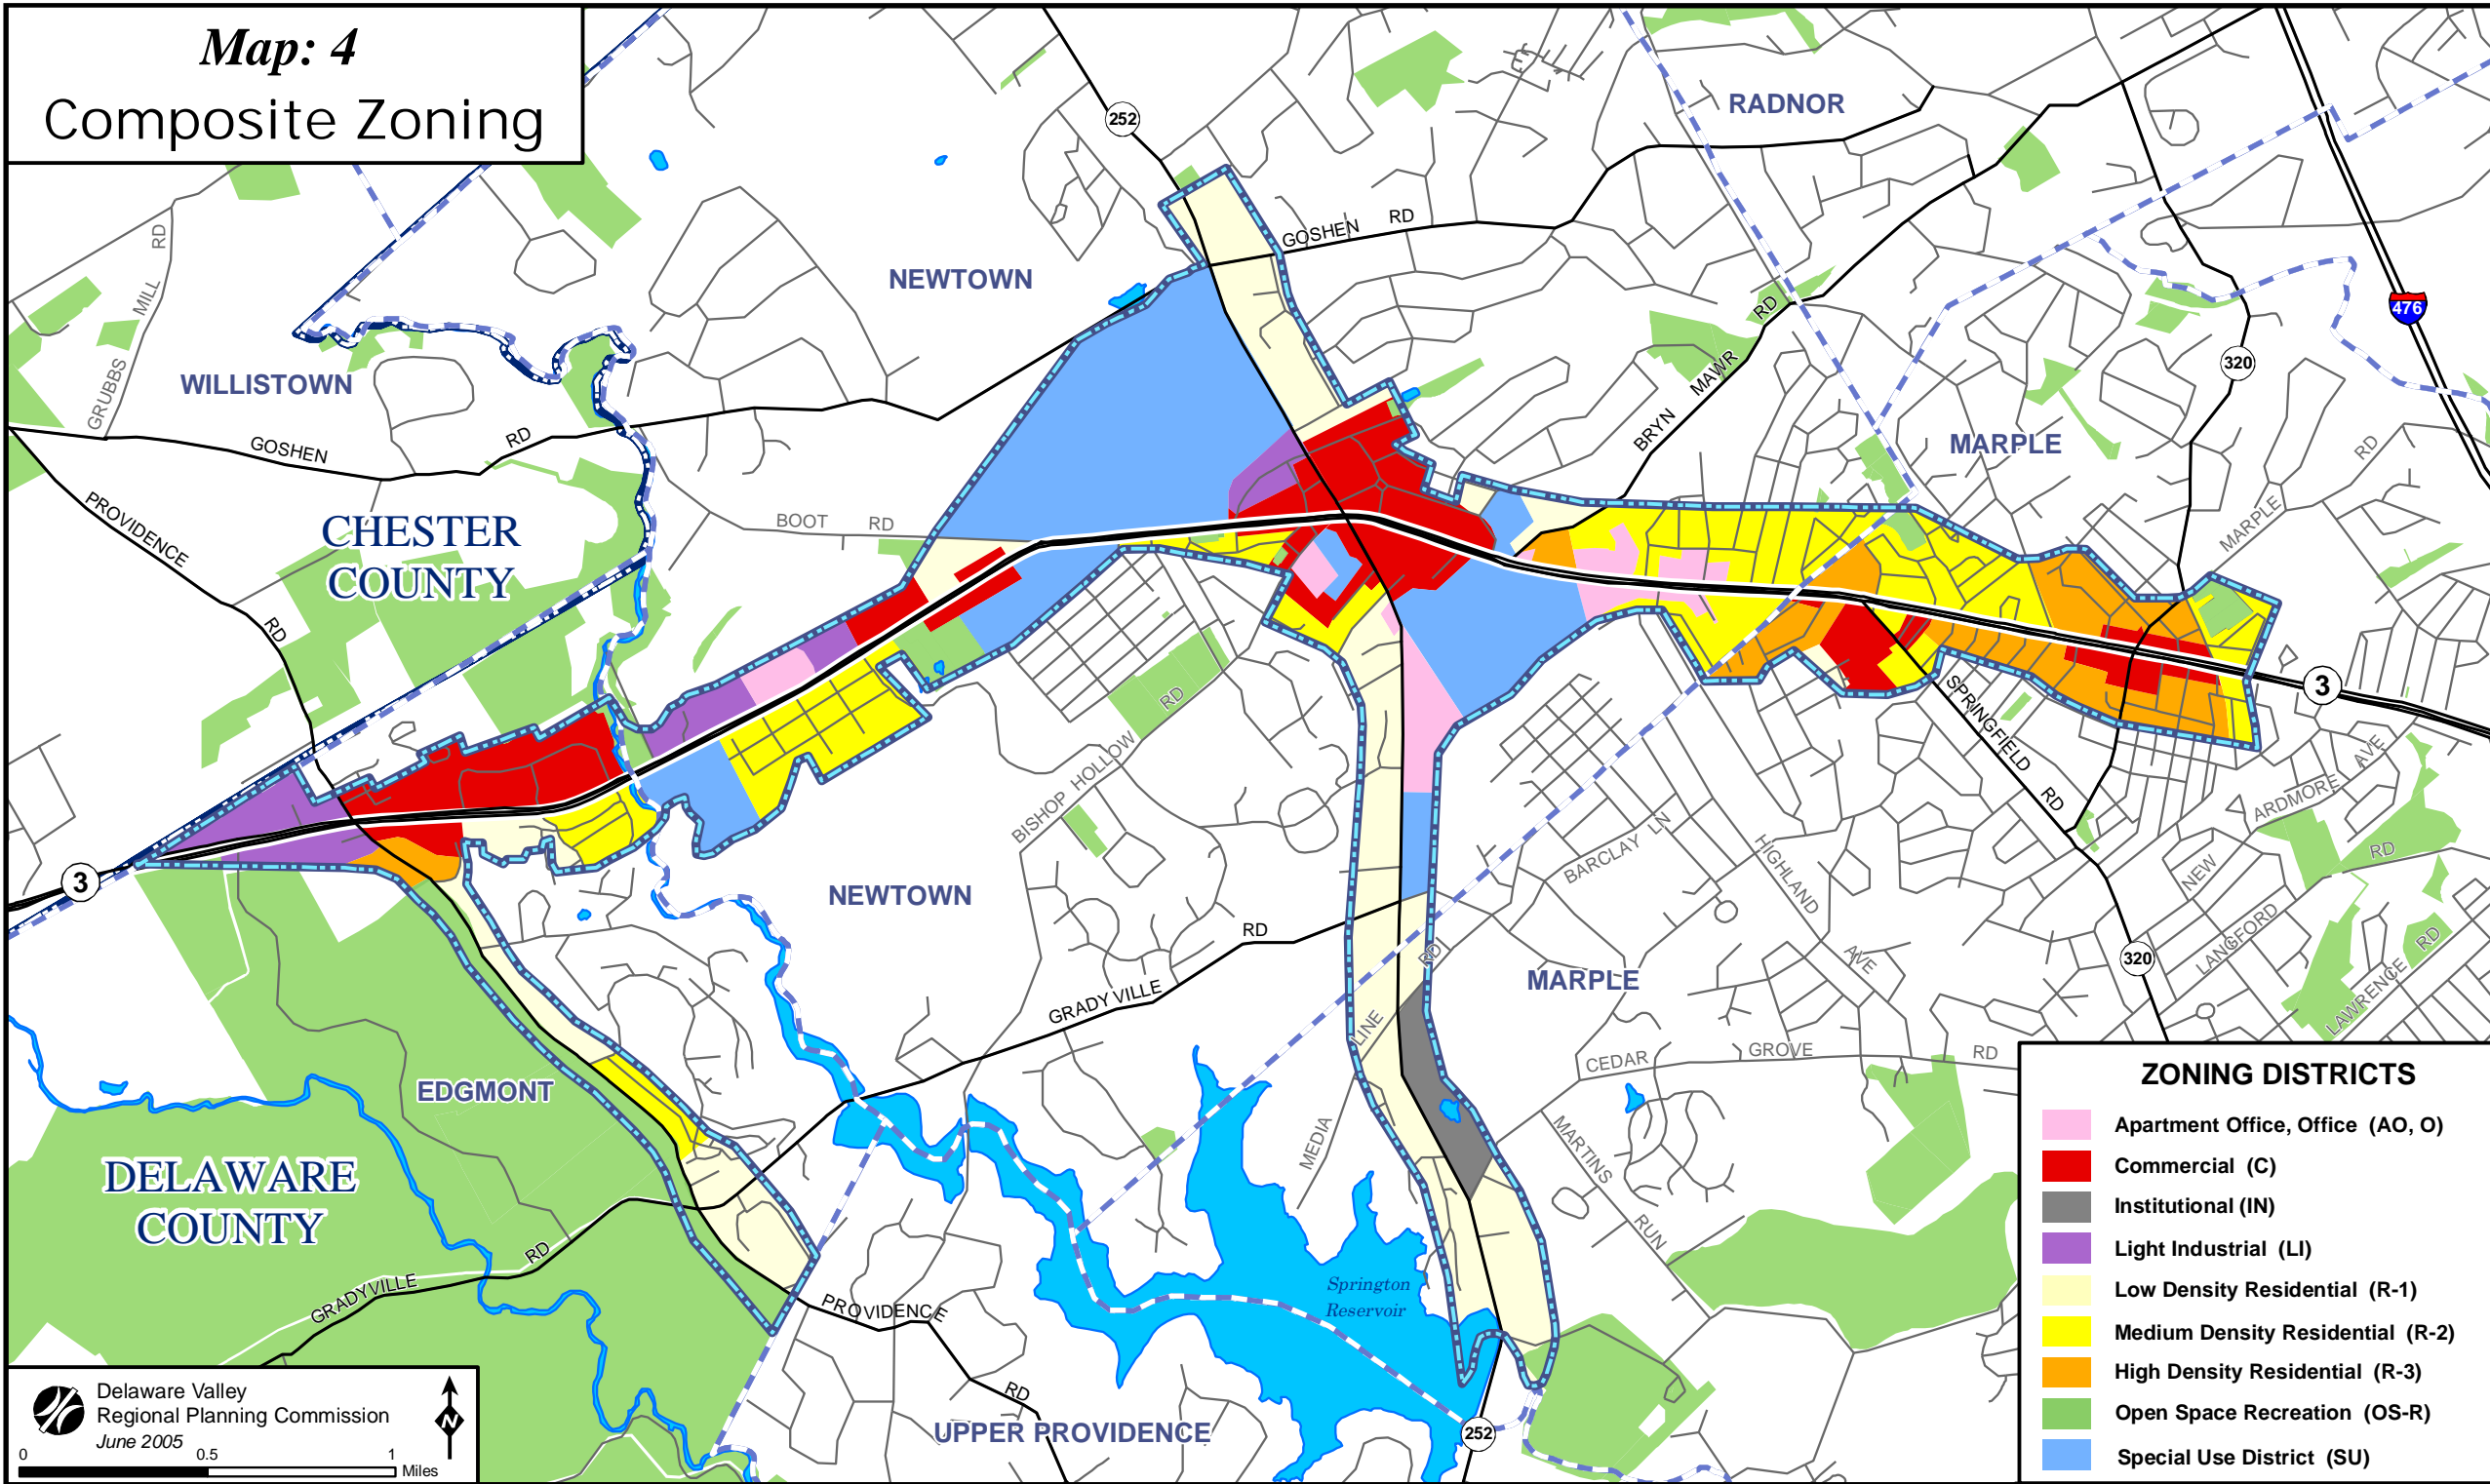 Map: 4
Composite Zoning
252
RADNOR
GOSHEN RD
NEWTOWN
GRUBBS MILL RD
WILLISTOWN
476
320
BRYN MAWR RD
MARPLE
GOSHEN RD
PROVIDENCE RD
CHESTER
COUNTY
BOOT RD
MARPLE RD
3
SPRINGFIELD RD
BISHOP HOLLOW RD
ARDMORE AVE
3
NEWTOWN
BARCLAY LN
HIGHLAND AVE
NEW
RD
LANGFORD
LAWRENCE RD
320
MARPLE
GRADYVILLE RD
MEDIA LINE RD
CEDAR GROVE RD
EDGMONT
DELAWARE
COUNTY
MARTINS RUN
GRADYVILLE RD
PROVIDENCE RD
Springton
Reservoir
UPPER PROVIDENCE
252
Delaware Valley
Regional Planning Commission
June 2005
N
0 0.5 1
Miles
ZONING DISTRICTS
Apartment Office, Office (AO, O)
Commercial (C)
Institutional (IN)
Light Industrial (LI)
Low Density Residential (R-1)
Medium Density Residential (R-2)
High Density Residential (R-3)
Open Space Recreation (OS-R)
Special Use District (SU)